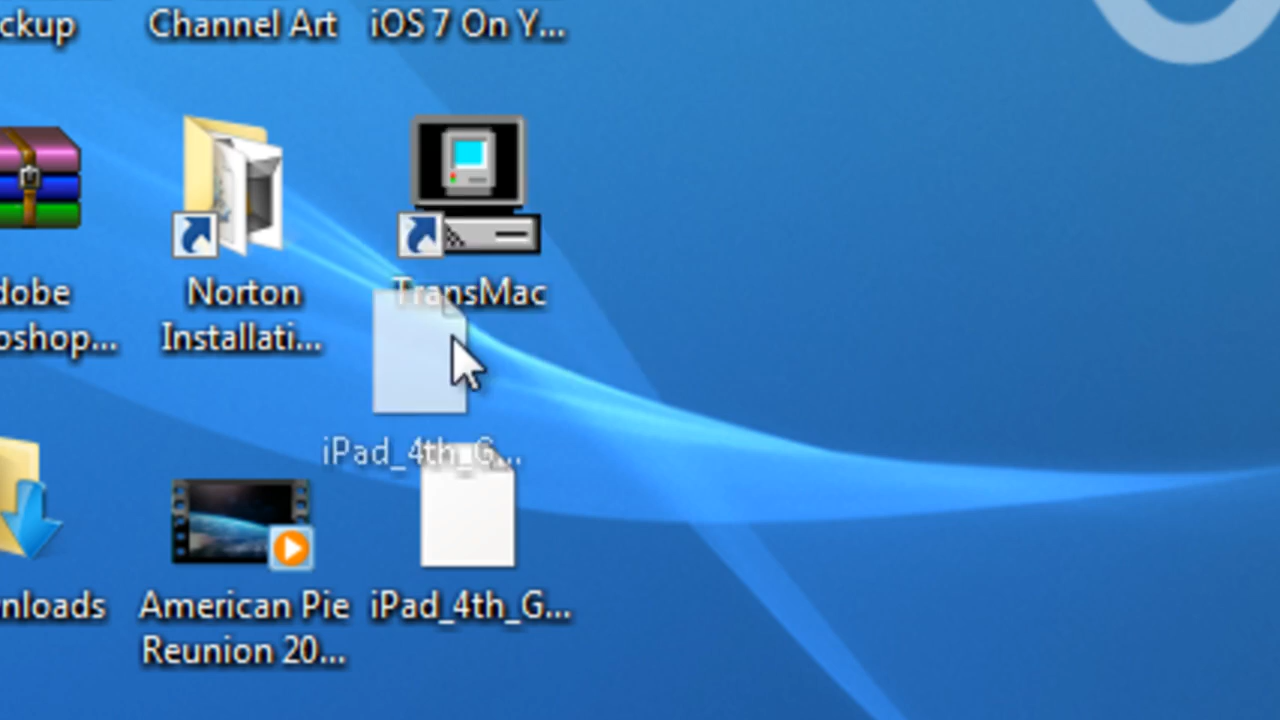 ckup
Channel Art
iOS 7 On Y...
dobe
oshop...
Norton
Installati...
TransMac
iPad_4th_G...
nloads
American Pie
Reunion 20...
iPad_4th_G...